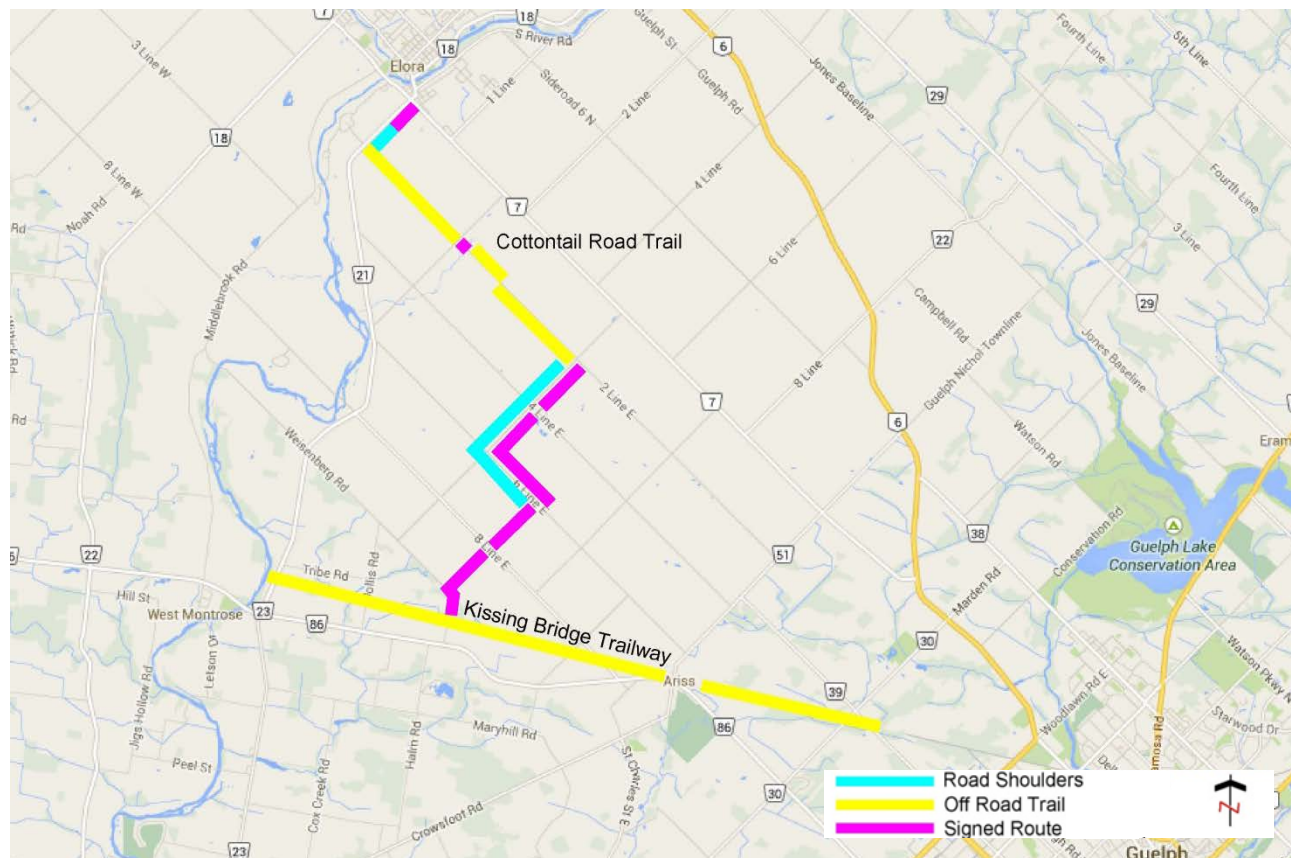 7
18
S River Rd
18
Elora
3 Line W
1 Line
Sideroad 6 N
Guelph St
6
Guelph Rd
2 Line
Jones Baseline
Fourth Line
5th Line
29
18
8 Line W
Noah Rd
4 Line
Fourth Line
7
22
Cottontail Road Trail
3 Line
6 Line
21
Middlebrook Rd
29
Campbell Rd
Guelph Nichol Townline
Jones Baseline
8 Line
2 Line E
7
6
4 Line E
Rd
Weisenberg Rd
Watson Rd
Eram
6 Line E
38
Conservation Rd
Guelph Lake
Conservation Area
22
8 Line E
51
Tribe Rd
Hollis Rd
Marden Rd
Hill St
West Montrose
23
86
Kissing Bridge Trailway
30
Watson Pkwy N
Letson Dr
Ariss
39
Woodlawn Rd E
Jigs Hollow Rd
Maryhill Rd
86
Starwood Dr
Halm Rd
Peel St
Cox Creek Rd
St Charles St E
30
Crowsfoot Rd
23
Road Shoulders
Off Road Trail
Signed Route
Guelph